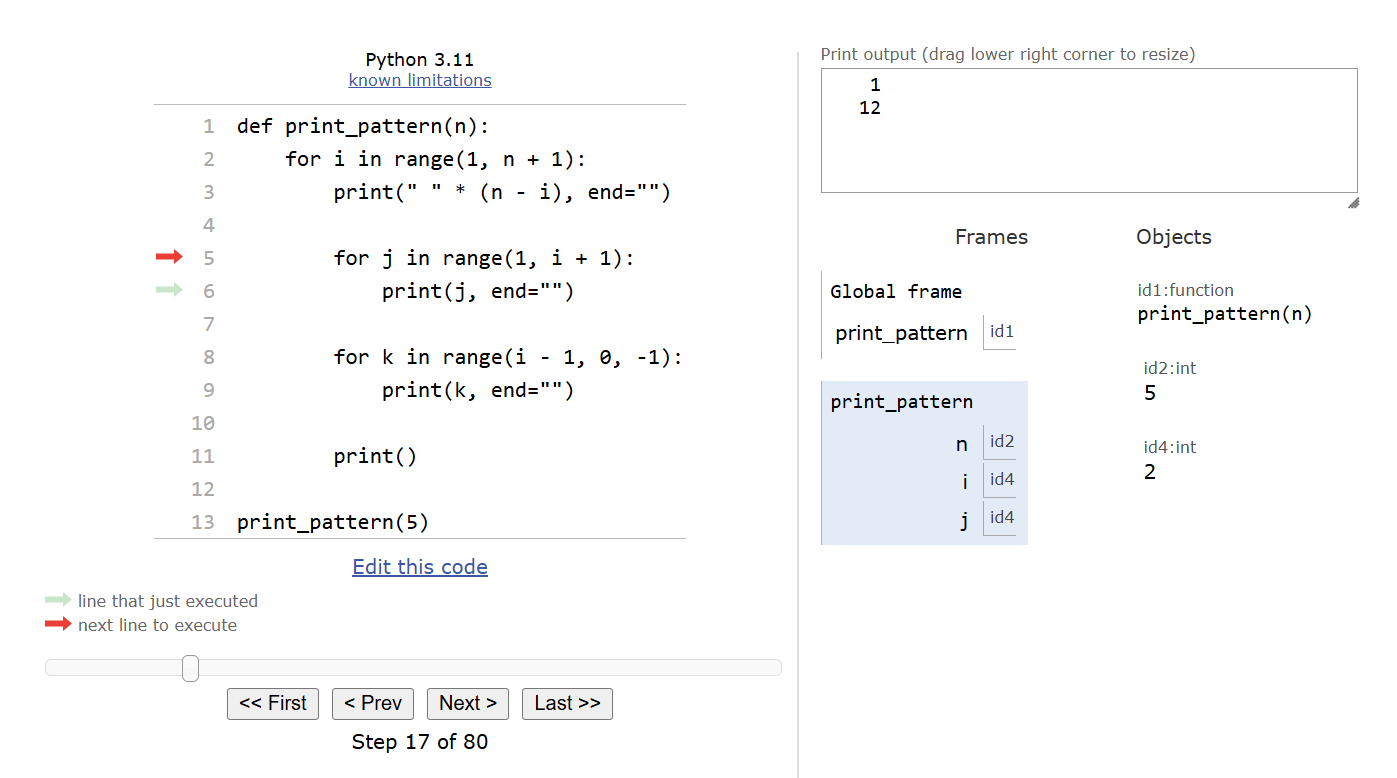 Python 3.11
known limitations
1 def print_pattern(n):
2     for i in range(1, n + 1):
3         print(" " * (n - i), end="")
4
5         for j in range(1, i + 1):
6             print(j, end="")
7
8         for k in range(i - 1, 0, -1):
9             print(k, end="")
10
11         print()
12
13 print_pattern(5)
Edit this code
line that just executed
next line to execute
<< First < Prev Next > Last >>
Step 17 of 80
Print output (drag lower right corner to resize)
    1
   12
Frames Objects
Global frame
print_pattern id1
print_pattern
n id2
i id4
j id4
id1:function
print_pattern(n)
id2:int
5
id4:int
2